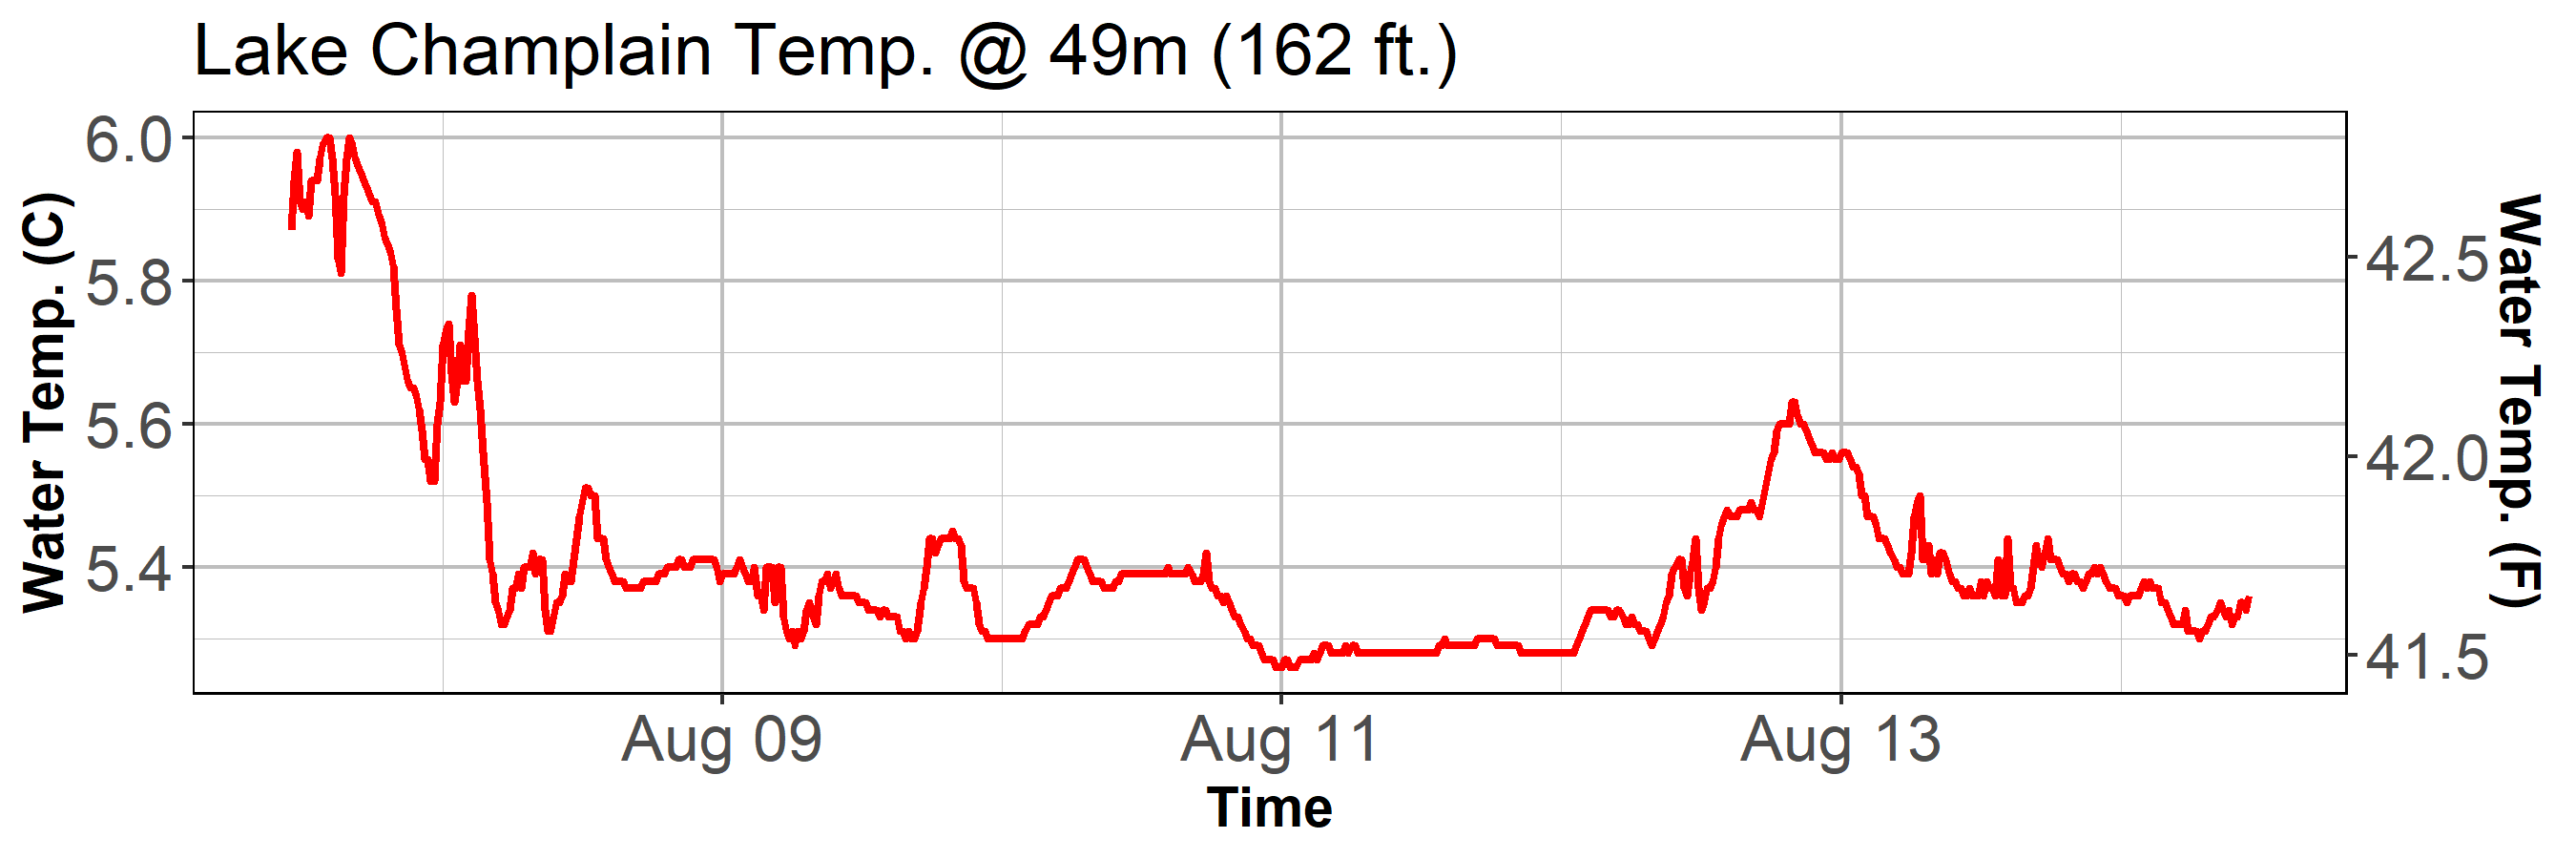 Lake Champlain Temp. @ 49m (162 ft.)
Water Temp. (C)
6.0
5.8
5.6
5.4
42.5
42.0
41.5
Water Temp. (F)
Aug 09
Aug 11
Aug 13
Time